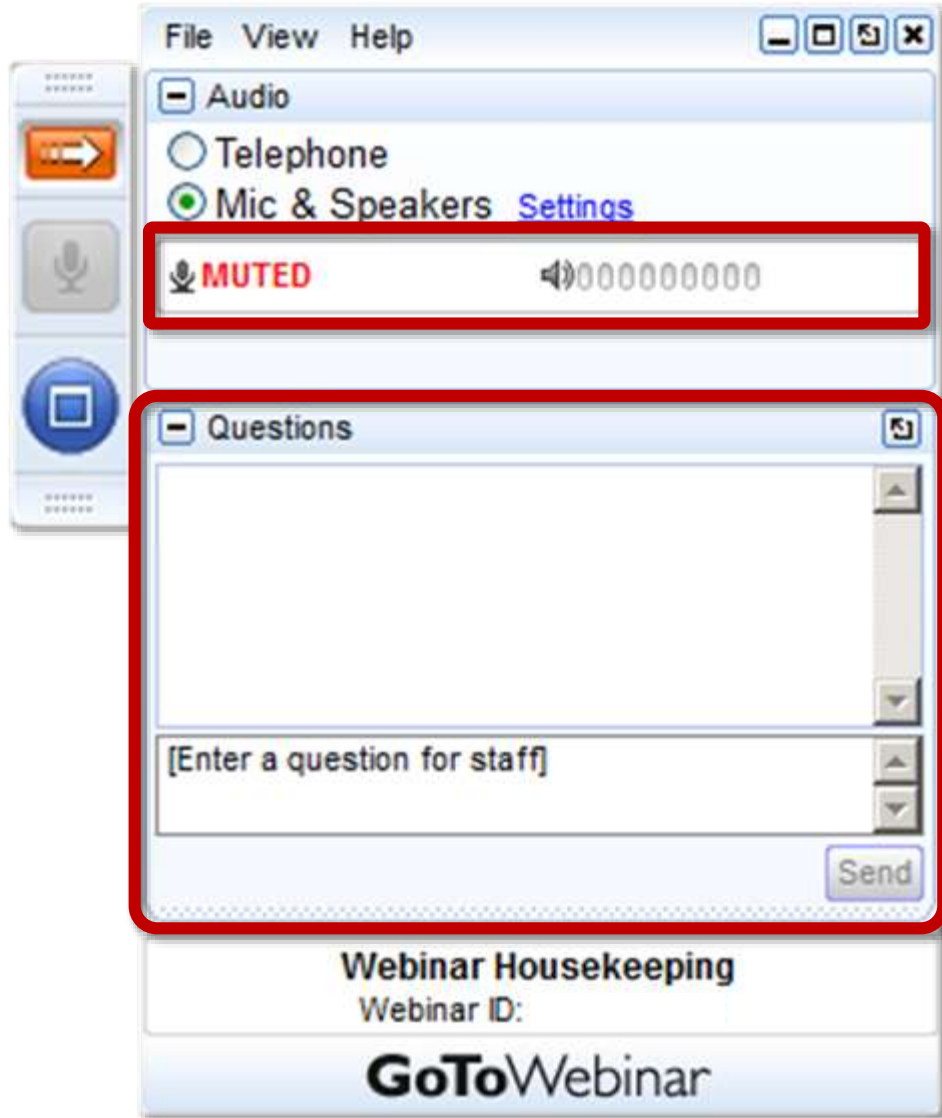 File View Help
Audio
Telephone
Mic & Speakers Settings
MUTED
Questions
[Enter a question for staff]
Send
Webinar Housekeeping
Webinar ID:
GoToWebinar